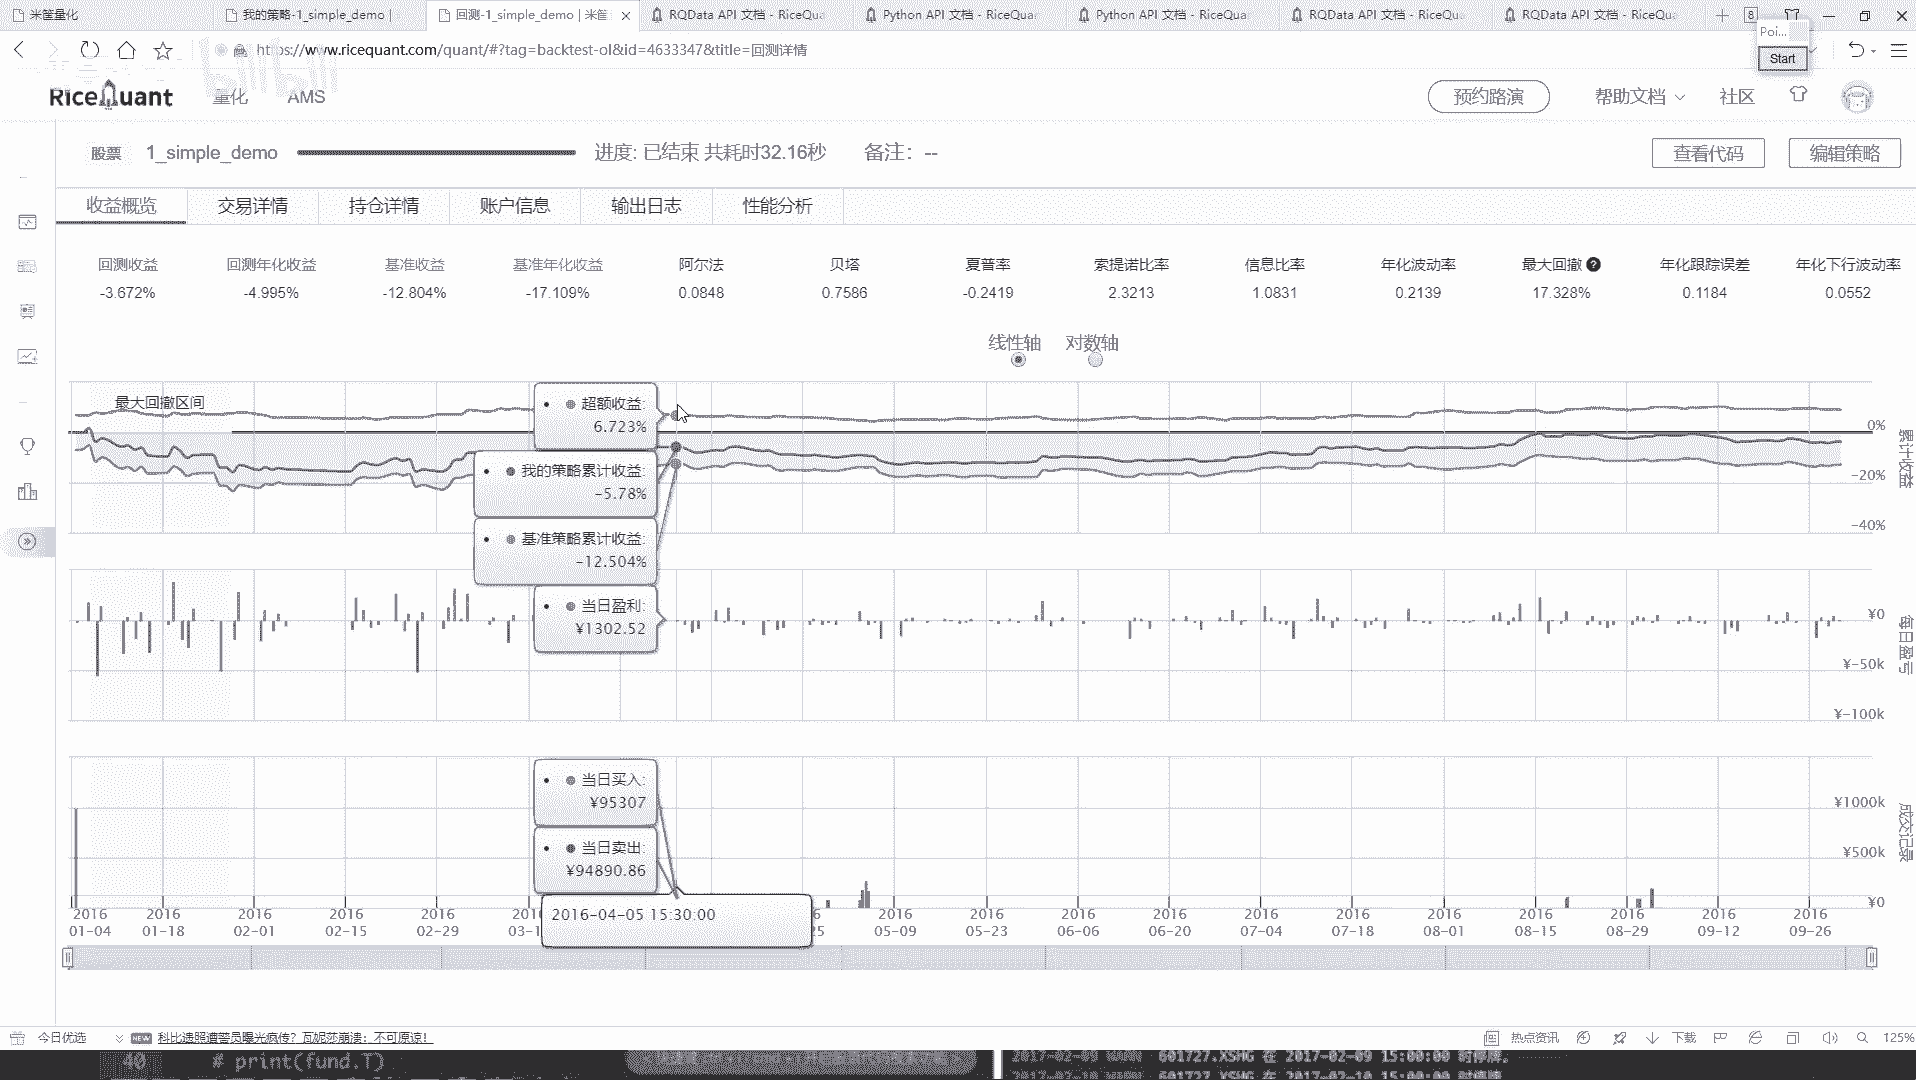 米筐量化
我的策略-1_simple_demo |
回测-1_simple_demo | 米筐
RQData API 文档 - RiceQua
Python API 文档 - RiceQua
Python API 文档 - RiceQua
RQData API 文档 - RiceQu
RQData API 文档 - RiceQua
8
Poi...
Start
https://www.ricequant.com/quant/#?tag=backtest-ol&id=4633347&title=回测详情
RiceQuant
量化
AMS
预约路演
帮助文档
社区
股票
1_simple_demo
进度: 已结束 共耗时32.16秒
备注: --
查看代码
编辑策略
收益概览
交易详情
持仓详情
账户信息
输出日志
性能分析
回测收益 回测年化收益 基准收益 基准年化收益 阿尔法 贝塔 夏普率 索提诺比率 信息比率 年化波动率 最大回撤 ? 年化跟踪误差 年化下行波动率
-3.672% -4.995% -12.804% -17.109% 0.0848 0.7586 -0.2419 2.3213 1.0831 0.2139 17.328% 0.1184 0.0552
线性轴 对数轴
最大回撤区间
超额收益:
6.723%
我的策略累计收益:
-5.78%
基准策略累计收益:
-12.504%
当日盈利:
¥1302.52
当日买入:
¥95307
当日卖出:
¥94890.86
2016-04-05 15:30:00
0%
-20%
-40%
累计收益
¥0
¥-50k
¥-100k
每日盈亏
¥1000k
¥500k
¥0
成交记录
2016 2016 2016 2016 2016 201 6 2016 2016 2016 2016 2016 2016 2016 2016 2016 2016 2016
01-04 01-18 02-01 02-15 02-29 03-1 25 05-09 05-23 06-06 06-20 07-04 07-18 08-01 08-15 08-29 09-12 09-26
今日优选
NEW
科比遗照遭警员曝光疯传？瓦妮莎崩溃：不可原谅！
热点资讯
下载
125%
40 # print(fund.T)
2017-02-09 WARN 601727.XSHG 在 2017-02-09 15:00:00 时停牌。